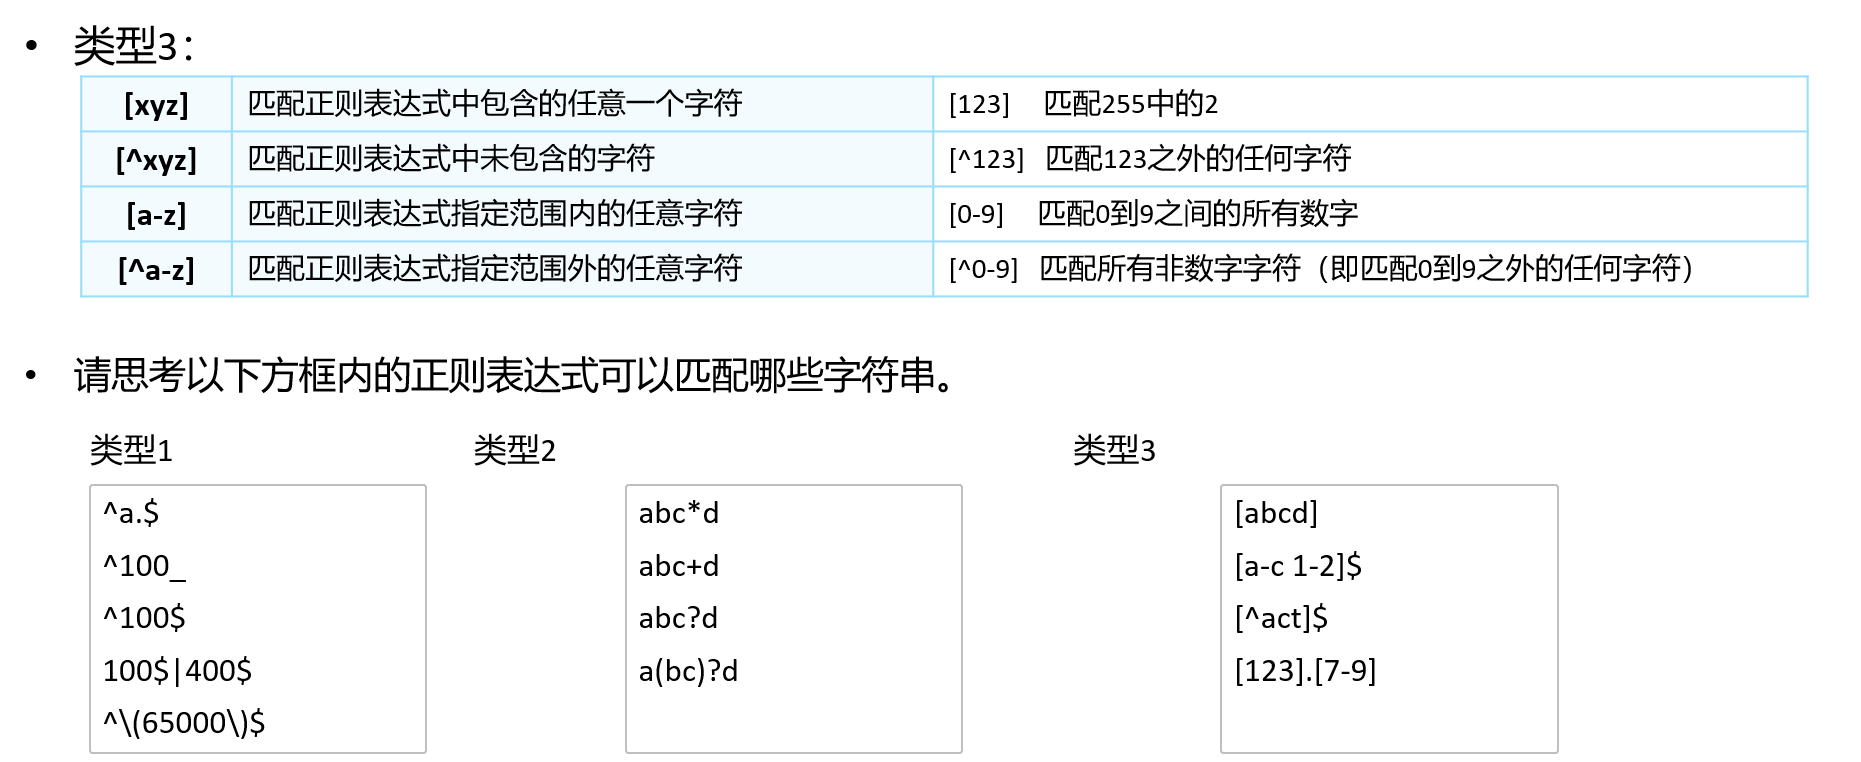 • 类型3：
[xyz] 匹配正则表达式中包含的任意一个字符 [123] 匹配255中的2
[^xyz] 匹配正则表达式中未包含的字符 [^123] 匹配123之外的任何字符
[a-z] 匹配正则表达式指定范围内的任意字符 [0-9] 匹配0到9之间的所有数字
[^a-z] 匹配正则表达式指定范围外的任意字符 [^0-9] 匹配所有非数字字符（即匹配0到9之外的任何字符）
• 请思考以下方框内的正则表达式可以匹配哪些字符串。
类型1
^a.$
^100_
^100$
100$|400$
^\(65000\)$
类型2
abc*d
abc+d
abc?d
a(bc)?d
类型3
[abcd]
[a-c 1-2]$
[^act]$
[123].[7-9]